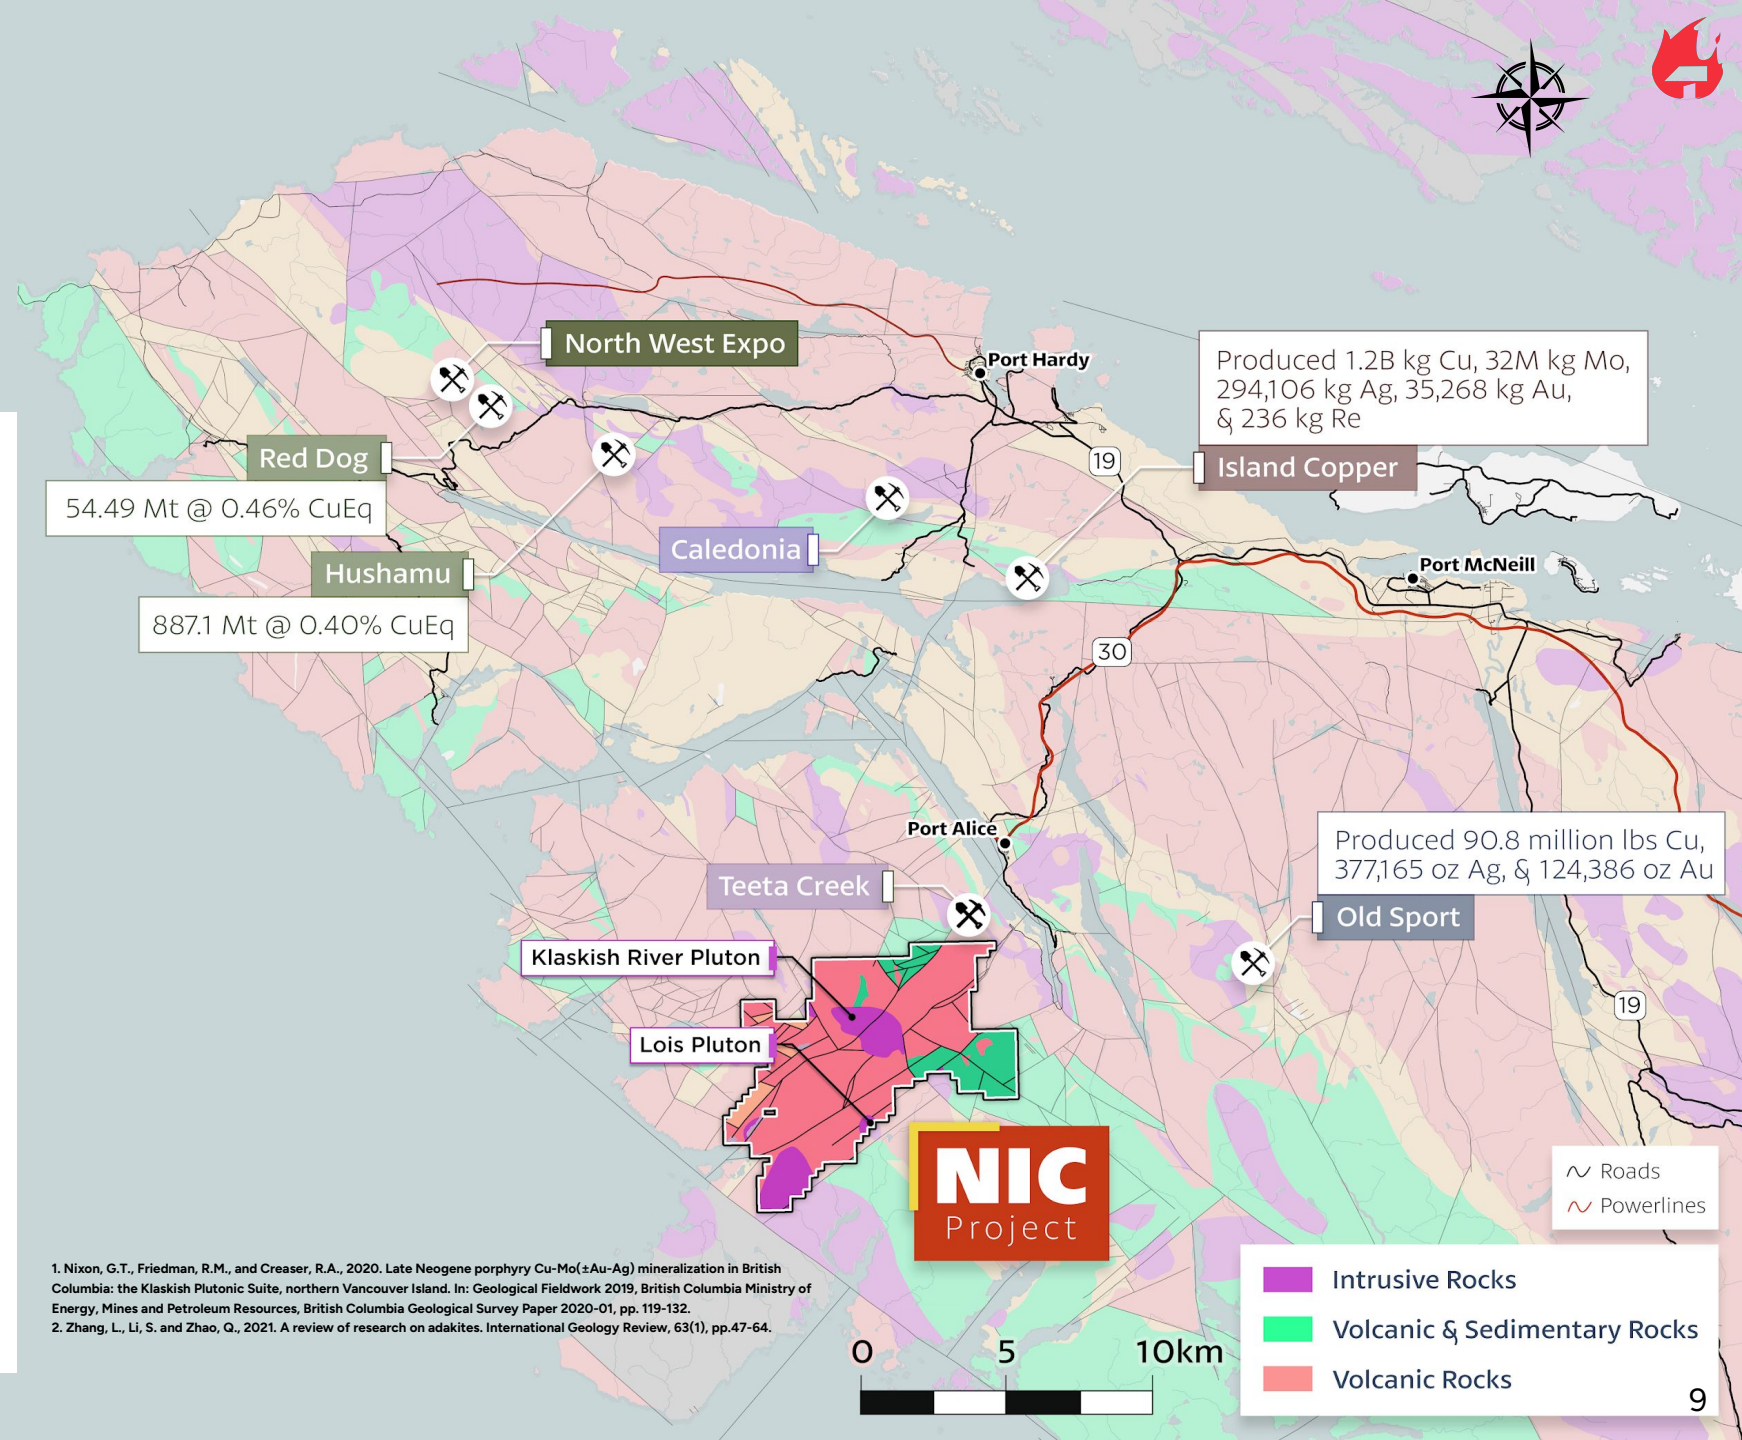 North West Expo
Port Hardy
Produced 1.2B kg Cu, 32M kg Mo,
294,106 kg Ag, 35,268 kg Au,
& 236 kg Re
Island Copper
19
Red Dog
54.49 Mt @ 0.46% CuEq
Caledonia
Hushamu
887.1 Mt @ 0.40% CuEq
Port McNeill
30
Port Alice
Produced 90.8 million lbs Cu,
377,165 oz Ag, & 124,386 oz Au
Old Sport
Teeta Creek
Klaskish River Pluton
Lois Pluton
19
NIC
Project
Roads
Powerlines
1. Nixon, G.T., Friedman, R.M., and Creaser, R.A., 2020. Late Neogene porphyry Cu-Mo(±Au-Ag) mineralization in British
Columbia: the Klaskish Plutonic Suite, northern Vancouver Island. In: Geological Fieldwork 2019, British Columbia Ministry of
Energy, Mines and Petroleum Resources, British Columbia Geological Survey Paper 2020-01, pp. 119-132.
2. Zhang, L., Li, S. and Zhao, Q., 2021. A review of research on adakites. International Geology Review, 63(1), pp.47-64.
0 5 10km
Intrusive Rocks
Volcanic & Sedimentary Rocks
Volcanic Rocks
9